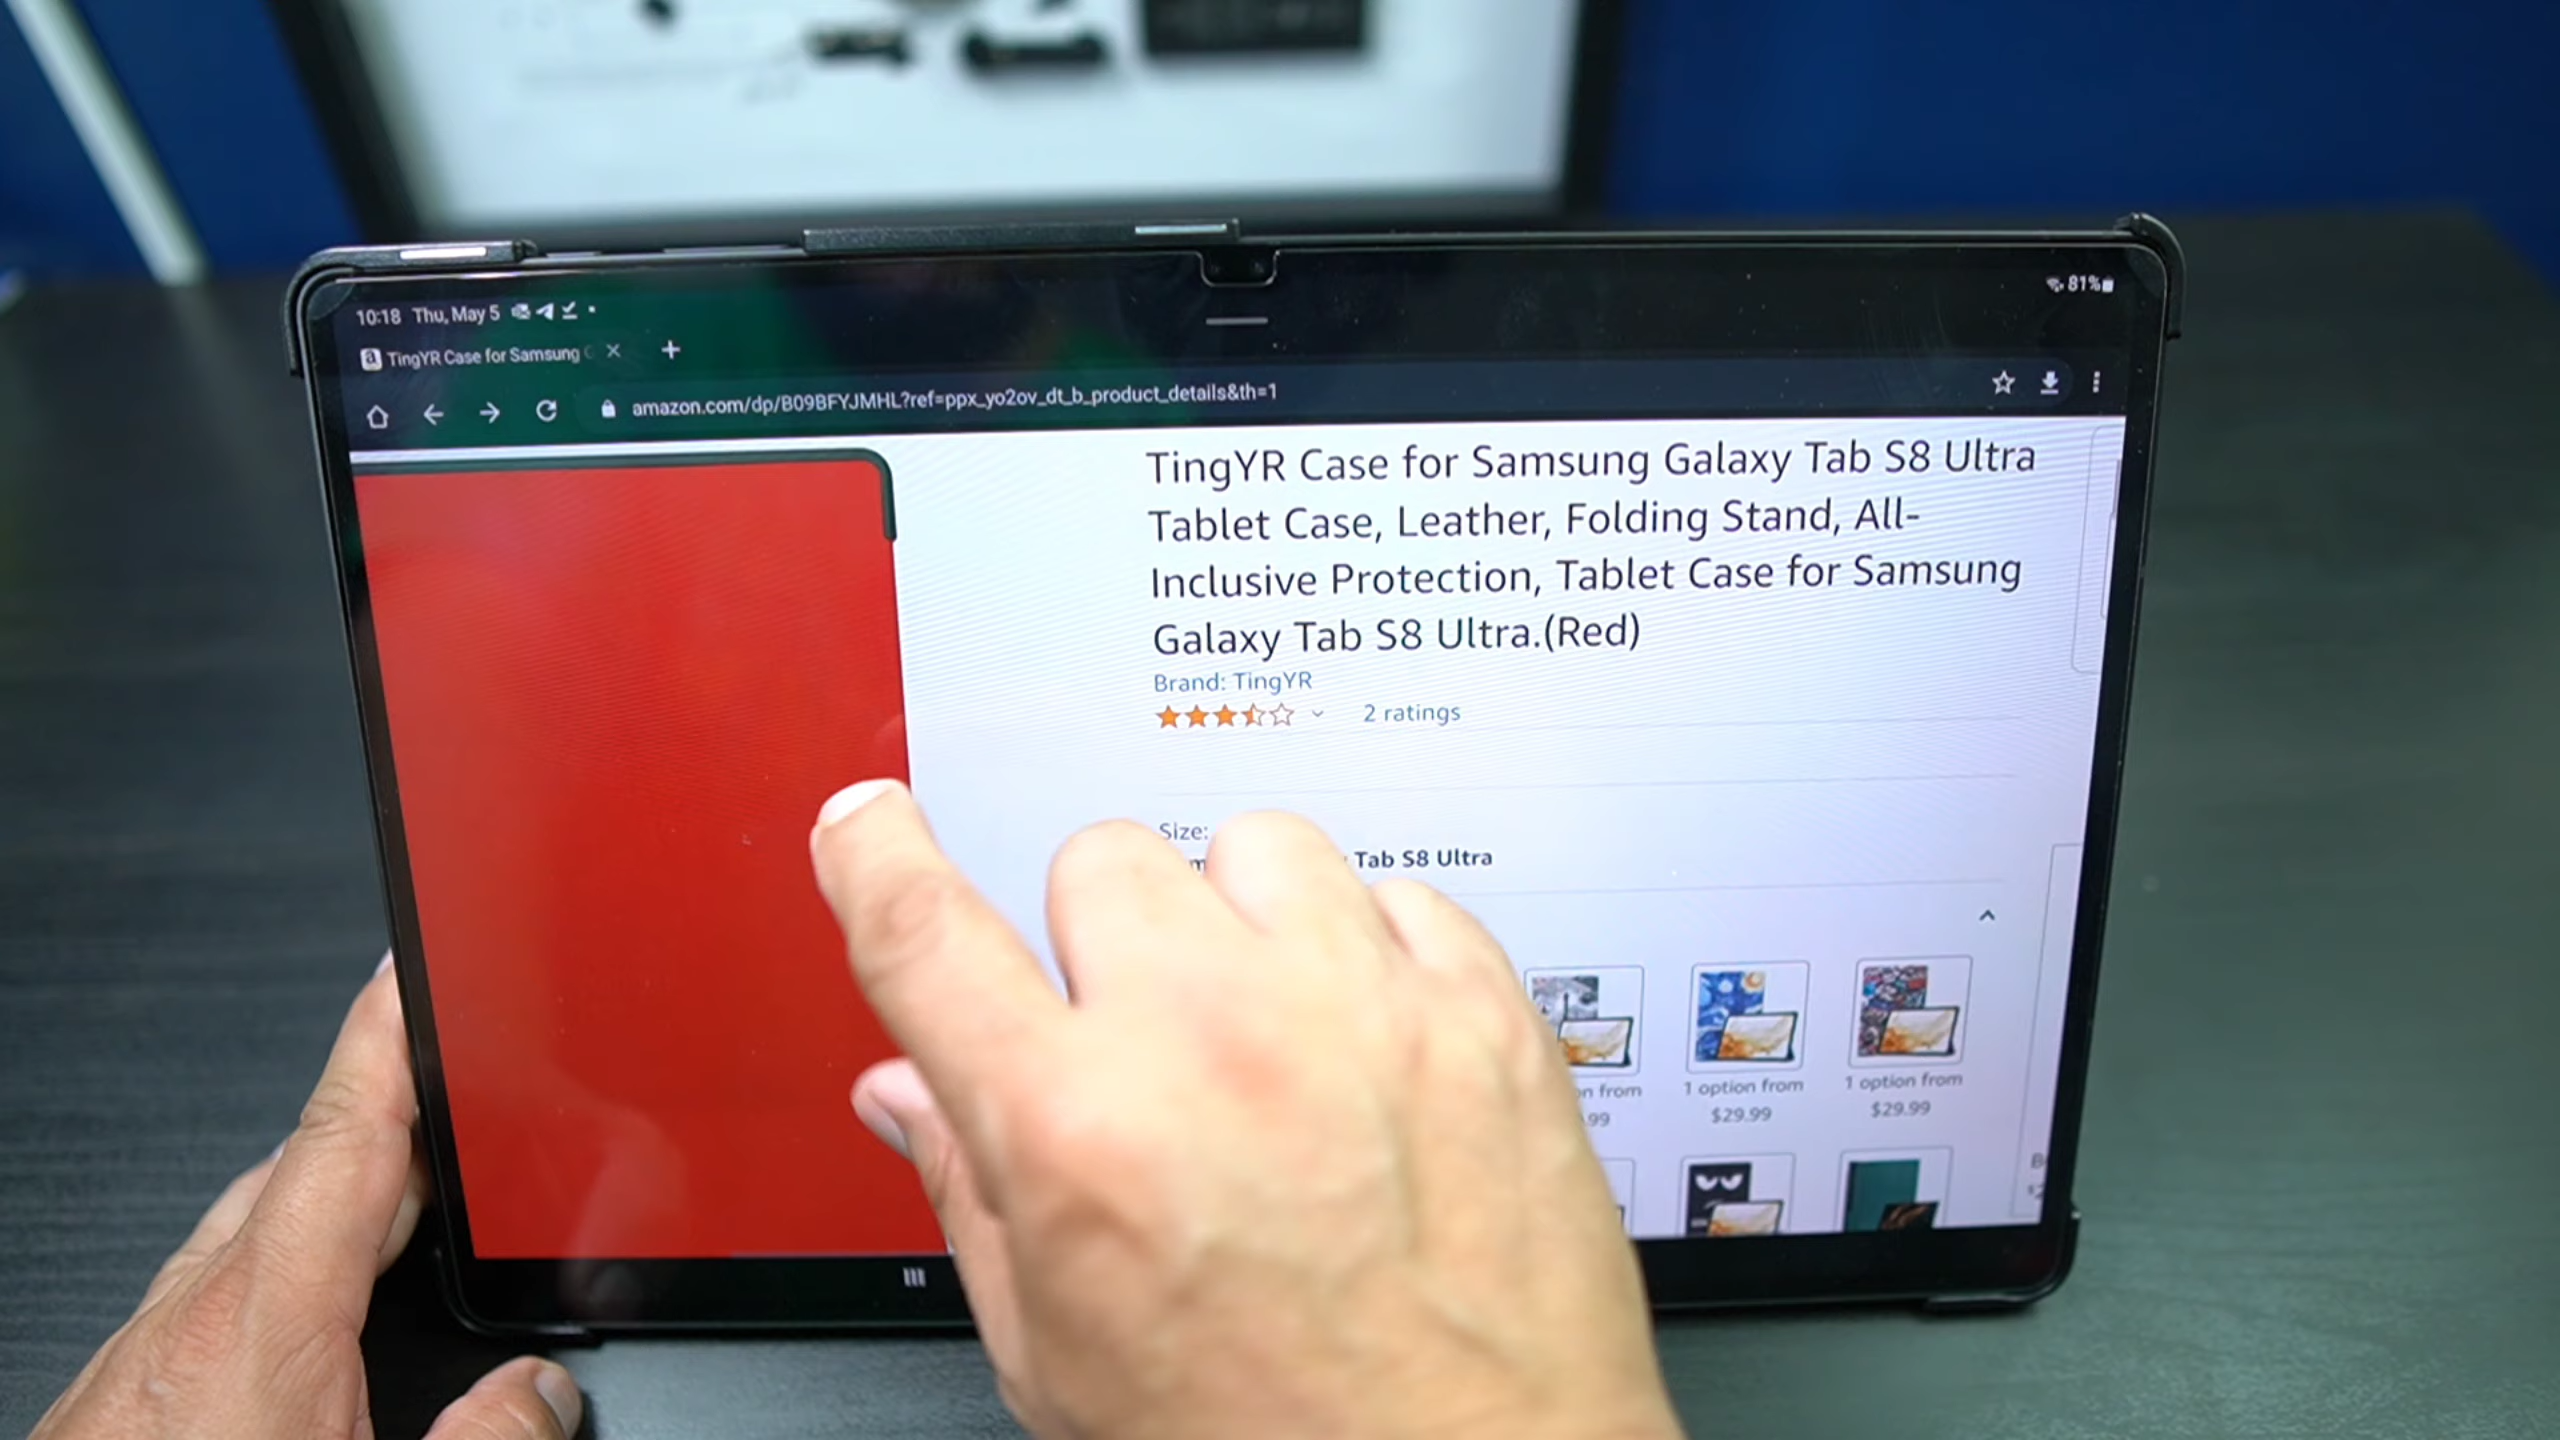 10:18 Thu, May 5
81%
TingYR Case for Samsung
amazon.com/dp/B09BFYJMHL?ref=ppx_yo2ov_dt_b_product_details&th=1
TingYR Case for Samsung Galaxy Tab S8 Ultra
Tablet Case, Leather, Folding Stand, All-
Inclusive Protection, Tablet Case for Samsung
Galaxy Tab S8 Ultra.(Red)
Brand: TingYR
2 ratings
Size:
Tab S8 Ultra
from 1 option from 1 option from
.99 $29.99 $29.99